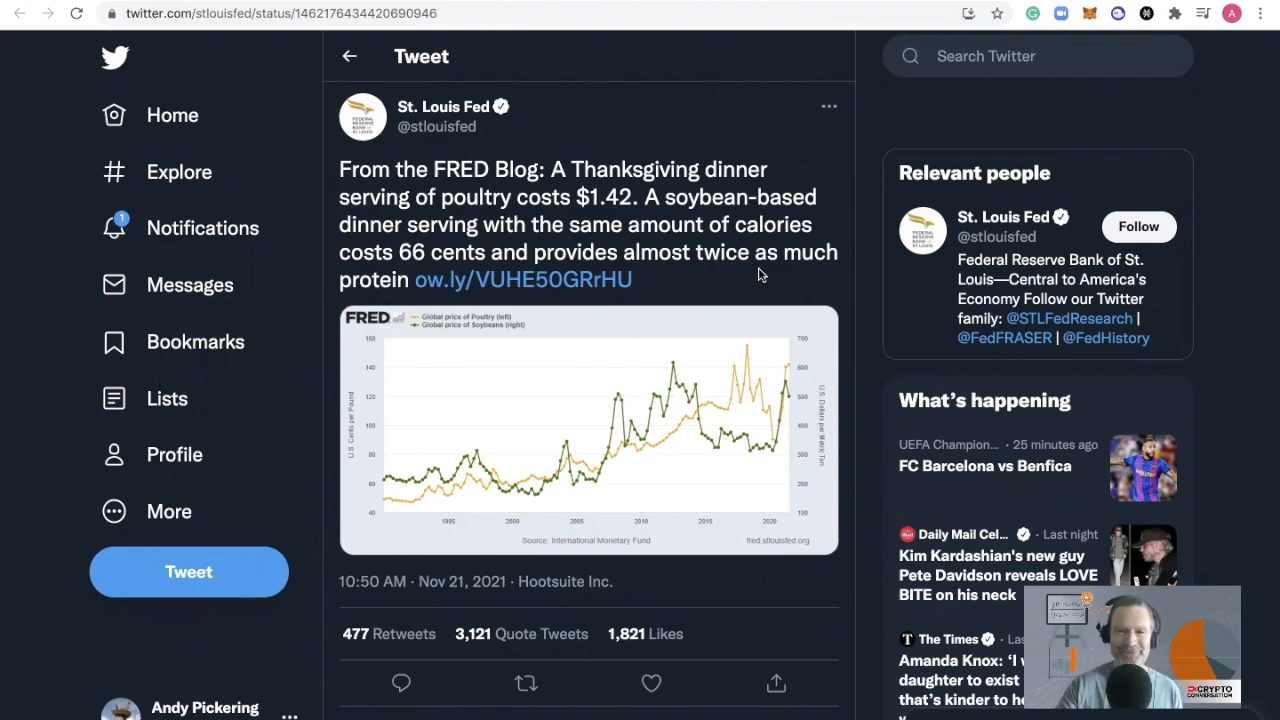 twitter.com/stlouisfed/status/1462176434420690946
A
Home
Explore
1
Notifications
Messages
Bookmarks
Lists
Profile
More
Tweet
Andy Pickering
Tweet
St. Louis Fed
@stlouisfed
From the FRED Blog: A Thanksgiving dinner
serving of poultry costs $1.42. A soybean-based
dinner serving with the same amount of calories
costs 66 cents and provides almost twice as much
protein ow.ly/VUHE50GRrHU
FRED
Global price of Poultry (left)
Global price of Soybeans (right)
160
140
120
100
80
60
40
U.S. Cents per Pound
700
600
500
400
300
200
100
U.S. Dollars per Metric Ton
1995 2000 2005 2010 2015 2020
Source: International Monetary Fund
fred.stlouisfed.org
10:50 AM · Nov 21, 2021 · Hootsuite Inc.
477 Retweets 3,121 Quote Tweets 1,821 Likes
Search Twitter
Relevant people
St. Louis Fed
@stlouisfed
Follow
Federal Reserve Bank of St.
Louis—Central to America's
Economy Follow our Twitter
family: @STLFedResearch |
@FedFRASER | @FedHistory
What's happening
UEFA Champion... · 25 minutes ago
FC Barcelona vs Benfica
Daily Mail Cel... · Last night
Kim Kardashian's new guy
Pete Davidson reveals LOVE
BITE on his neck
The Times
Amanda Knox:
daughter to exist
that's kinder to
CRYPTO
CONVERSATION